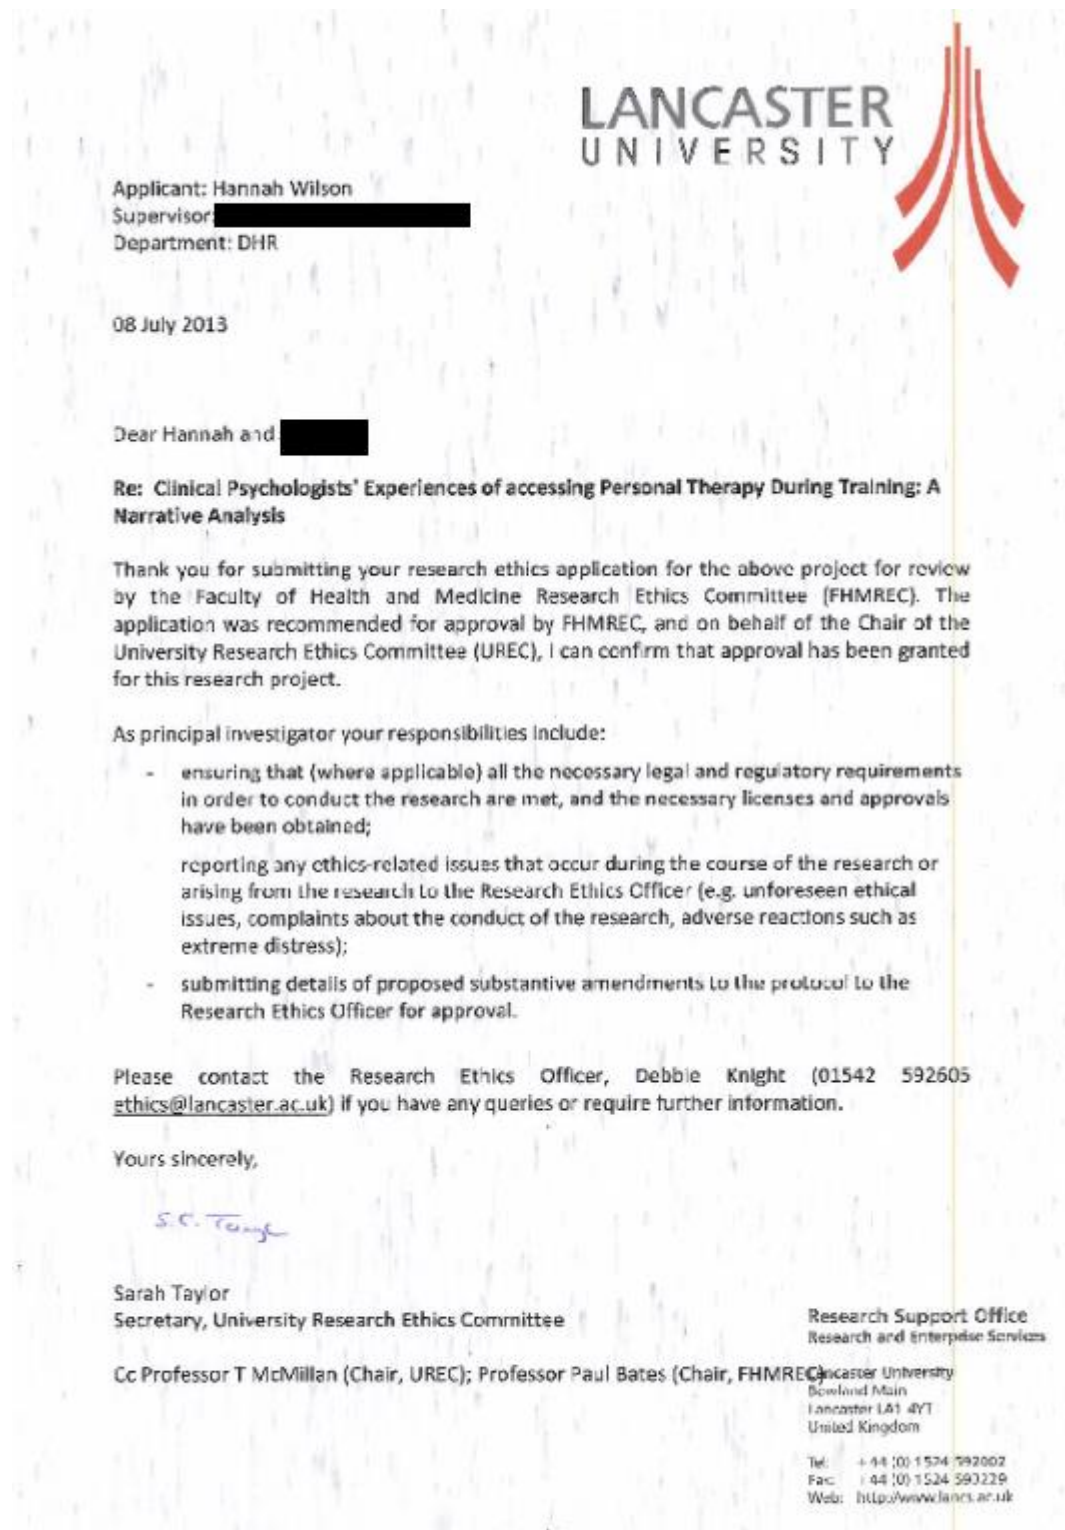 LANCASTER
UNIVERSITY
Applicant: Hannah Wilson
Supervisor:
Department: DHR
08 July 2013
Dear Hannah and
Re: Clinical Psychologists' Experiences of accessing Personal Therapy During Training: A
Narrative Analysis
Thank you for submitting your research ethics application for the above project for review
by the Faculty of Health and Medicine Research Ethics Committee (FHMREC). The
application was recommended for approval by FHMREC, and on behalf of the Chair of the
University Research Ethics Committee (UREC), I can confirm that approval has been granted
for this research project.
As principal investigator your responsibilities include:
- ensuring that (where applicable) all the necessary legal and regulatory requirements
in order to conduct the research are met, and the necessary licenses and approvals
have been obtained;
reporting any ethics-related issues that occur during the course of the research or
arising from the research to the Research Ethics Officer (e.g. unforeseen ethical
issues, complaints about the conduct of the research, adverse reactions such as
extreme distress);
- submitting details of proposed substantive amendments to the protocol to the
Research Ethics Officer for approval.
Please contact the Research Ethics Officer, Debbie Knight (01542 592605
ethics@lancaster.ac.uk) if you have any queries or require further information.
Yours sincerely,
S.C.
Sarah Taylor
Secretary, University Research Ethics Committee
Cc Professor T McMillan (Chair, UREC); Professor Paul Bates (Chair, FHMREC)
Research Support Office
Research and Enterprise Services
Lancaster University
Bowland Main
Lancaster LA1 4YT
United Kingdom
Tel: +44 (0) 1524 592002
Fax: +44 (0) 1524 593229
Web: http://www.lancs.ac.uk